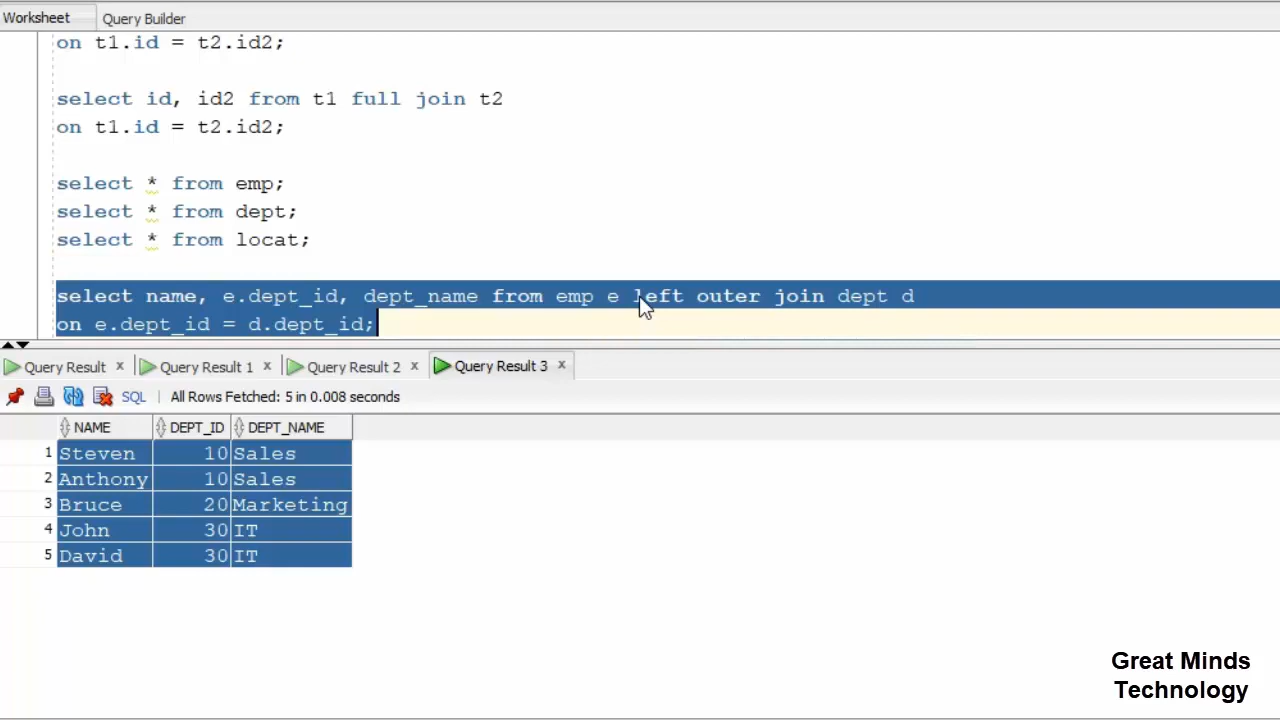 Worksheet Query Builder
on t1.id = t2.id2;
select id, id2 from t1 full join t2
on t1.id = t2.id2;
select * from emp;
select * from dept;
select * from locat;
select name, e.dept_id, dept_name from emp e left outer join dept d
on e.dept_id = d.dept_id;
Query Result x Query Result 1 x Query Result 2 x Query Result 3 x
SQL | All Rows Fetched: 5 in 0.008 seconds
NAME DEPT_ID DEPT_NAME
1 Steven 10 Sales
2 Anthony 10 Sales
3 Bruce 20 Marketing
4 John 30 IT
5 David 30 IT
Great Minds
Technology